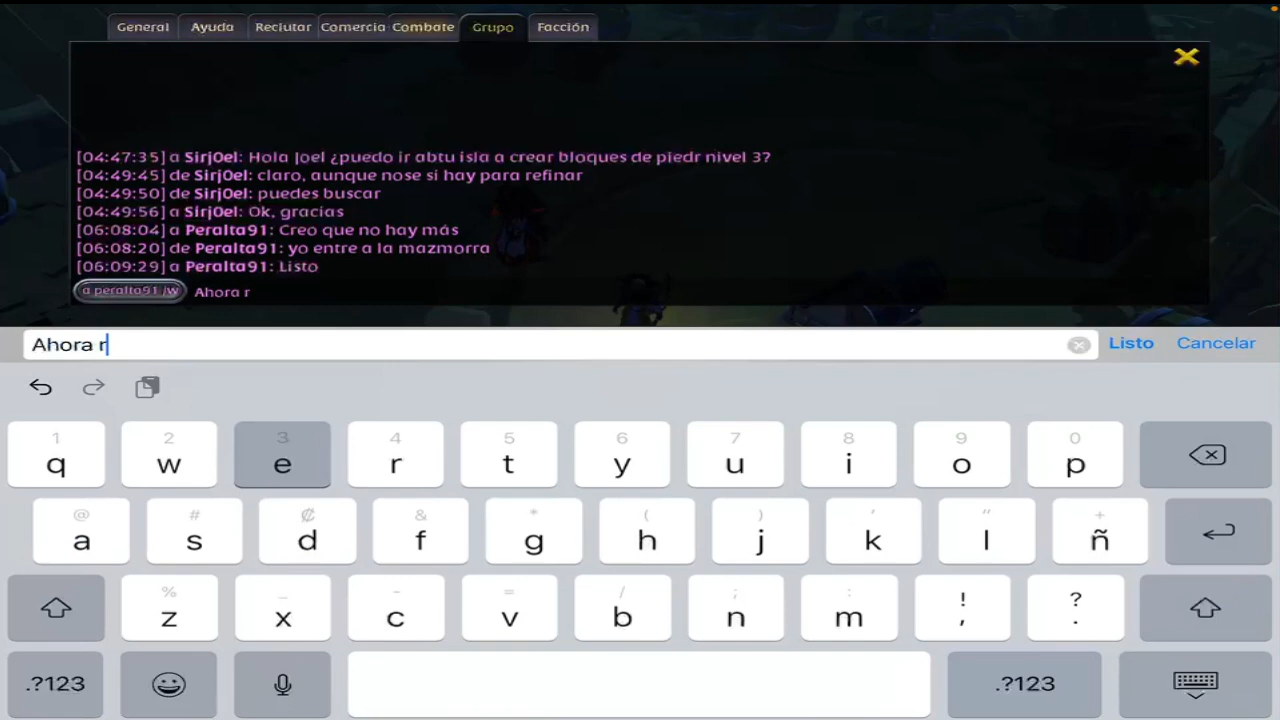 General Ayuda Reclutar Comercia Combate Grupo Facción
[04:47:35] a SirJ0el: Hola Joel ¿puedo ir abtu isla a crear bloques de piedr nivel 3?
[04:49:45] de SirJ0el: claro, aunque nose si hay para refinar
[04:49:50] de SirJ0el: puedes buscar
[04:49:56] a SirJ0el: Ok, gracias
[06:08:04] a Peralta91: Creo que no hay más
[06:08:20] de Peralta91: yo entre a la mazmorra
[06:09:29] a Peralta91: Listo
a peralta91 /w Ahora r
Ahora r Listo Cancelar
1 2 3 4 5 6 7 8 9 0
q w e r t y u i o p
@ # ₡ & * ( ) ' " +
a s d f g h j k l ñ
% _ - = / ; : ! ?
z x c v b n m , .
.?123 .?123